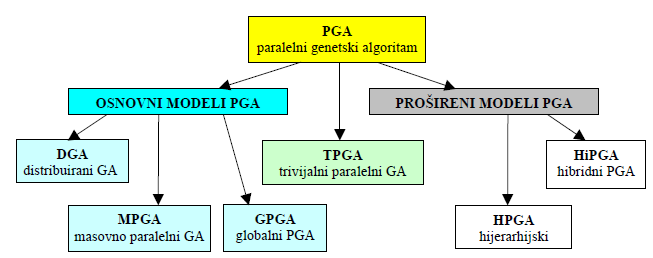 PGA
paralelni genetski algoritam
OSNOVNI MODELI PGA
PROŠIRENI MODELI PGA
DGA
distribuirani GA
TPGA
trivijalni paralelni GA
HiPGA
hibridni PGA
MPGA
masovno paralelni GA
GPGA
globalni PGA
HPGA
hijerarhijski